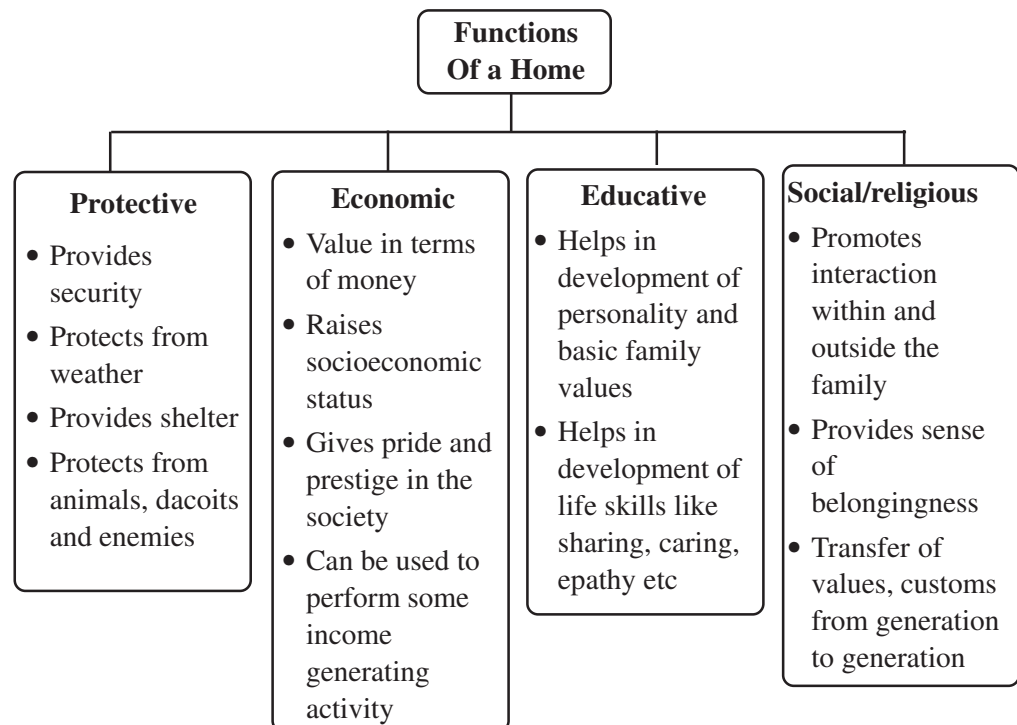 Functions
Of a Home
Protective
• Provides
security
• Protects from
weather
• Provides shelter
• Protects from
animals, dacoits
and enemies
Economic
• Value in terms
of money
• Raises
socioeconomic
status
• Gives pride and
prestige in the
society
• Can be used to
perform some
income
generating
activity
Educative
• Helps in
development of
personality and
basic family
values
• Helps in
development of
life skills like
sharing, caring,
epathy etc
Social/religious
• Promotes
interaction
within and
outside the
family
• Provides sense
of
belongingness
• Transfer of
values, customs
from generation
to generation